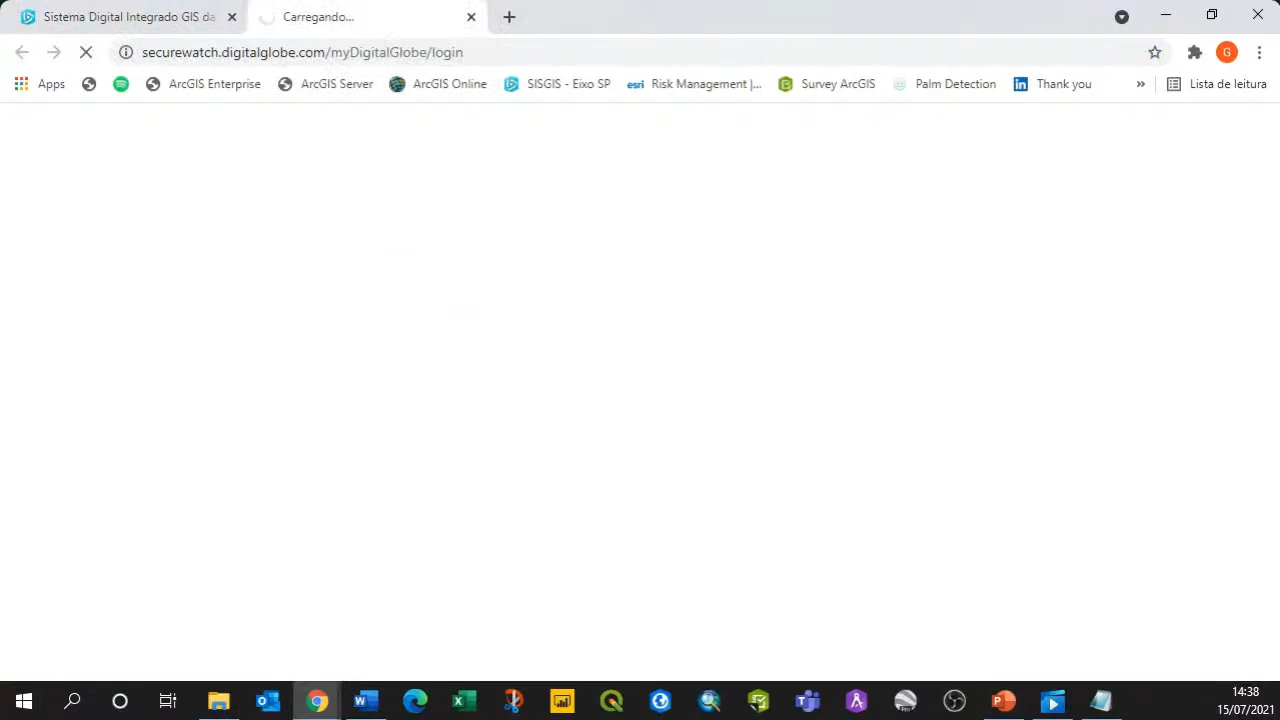 Sistema Digital Integrado GIS da
Carregando...
securewatch.digitalglobe.com/myDigitalGlobe/login
G
Apps
ArcGIS Enterprise
ArcGIS Server
ArcGIS Online
SISGIS - Eixo SP
esri Risk Management |...
Survey ArcGIS
Palm Detection
Thank you
»
Lista de leitura
14:38
15/07/2021